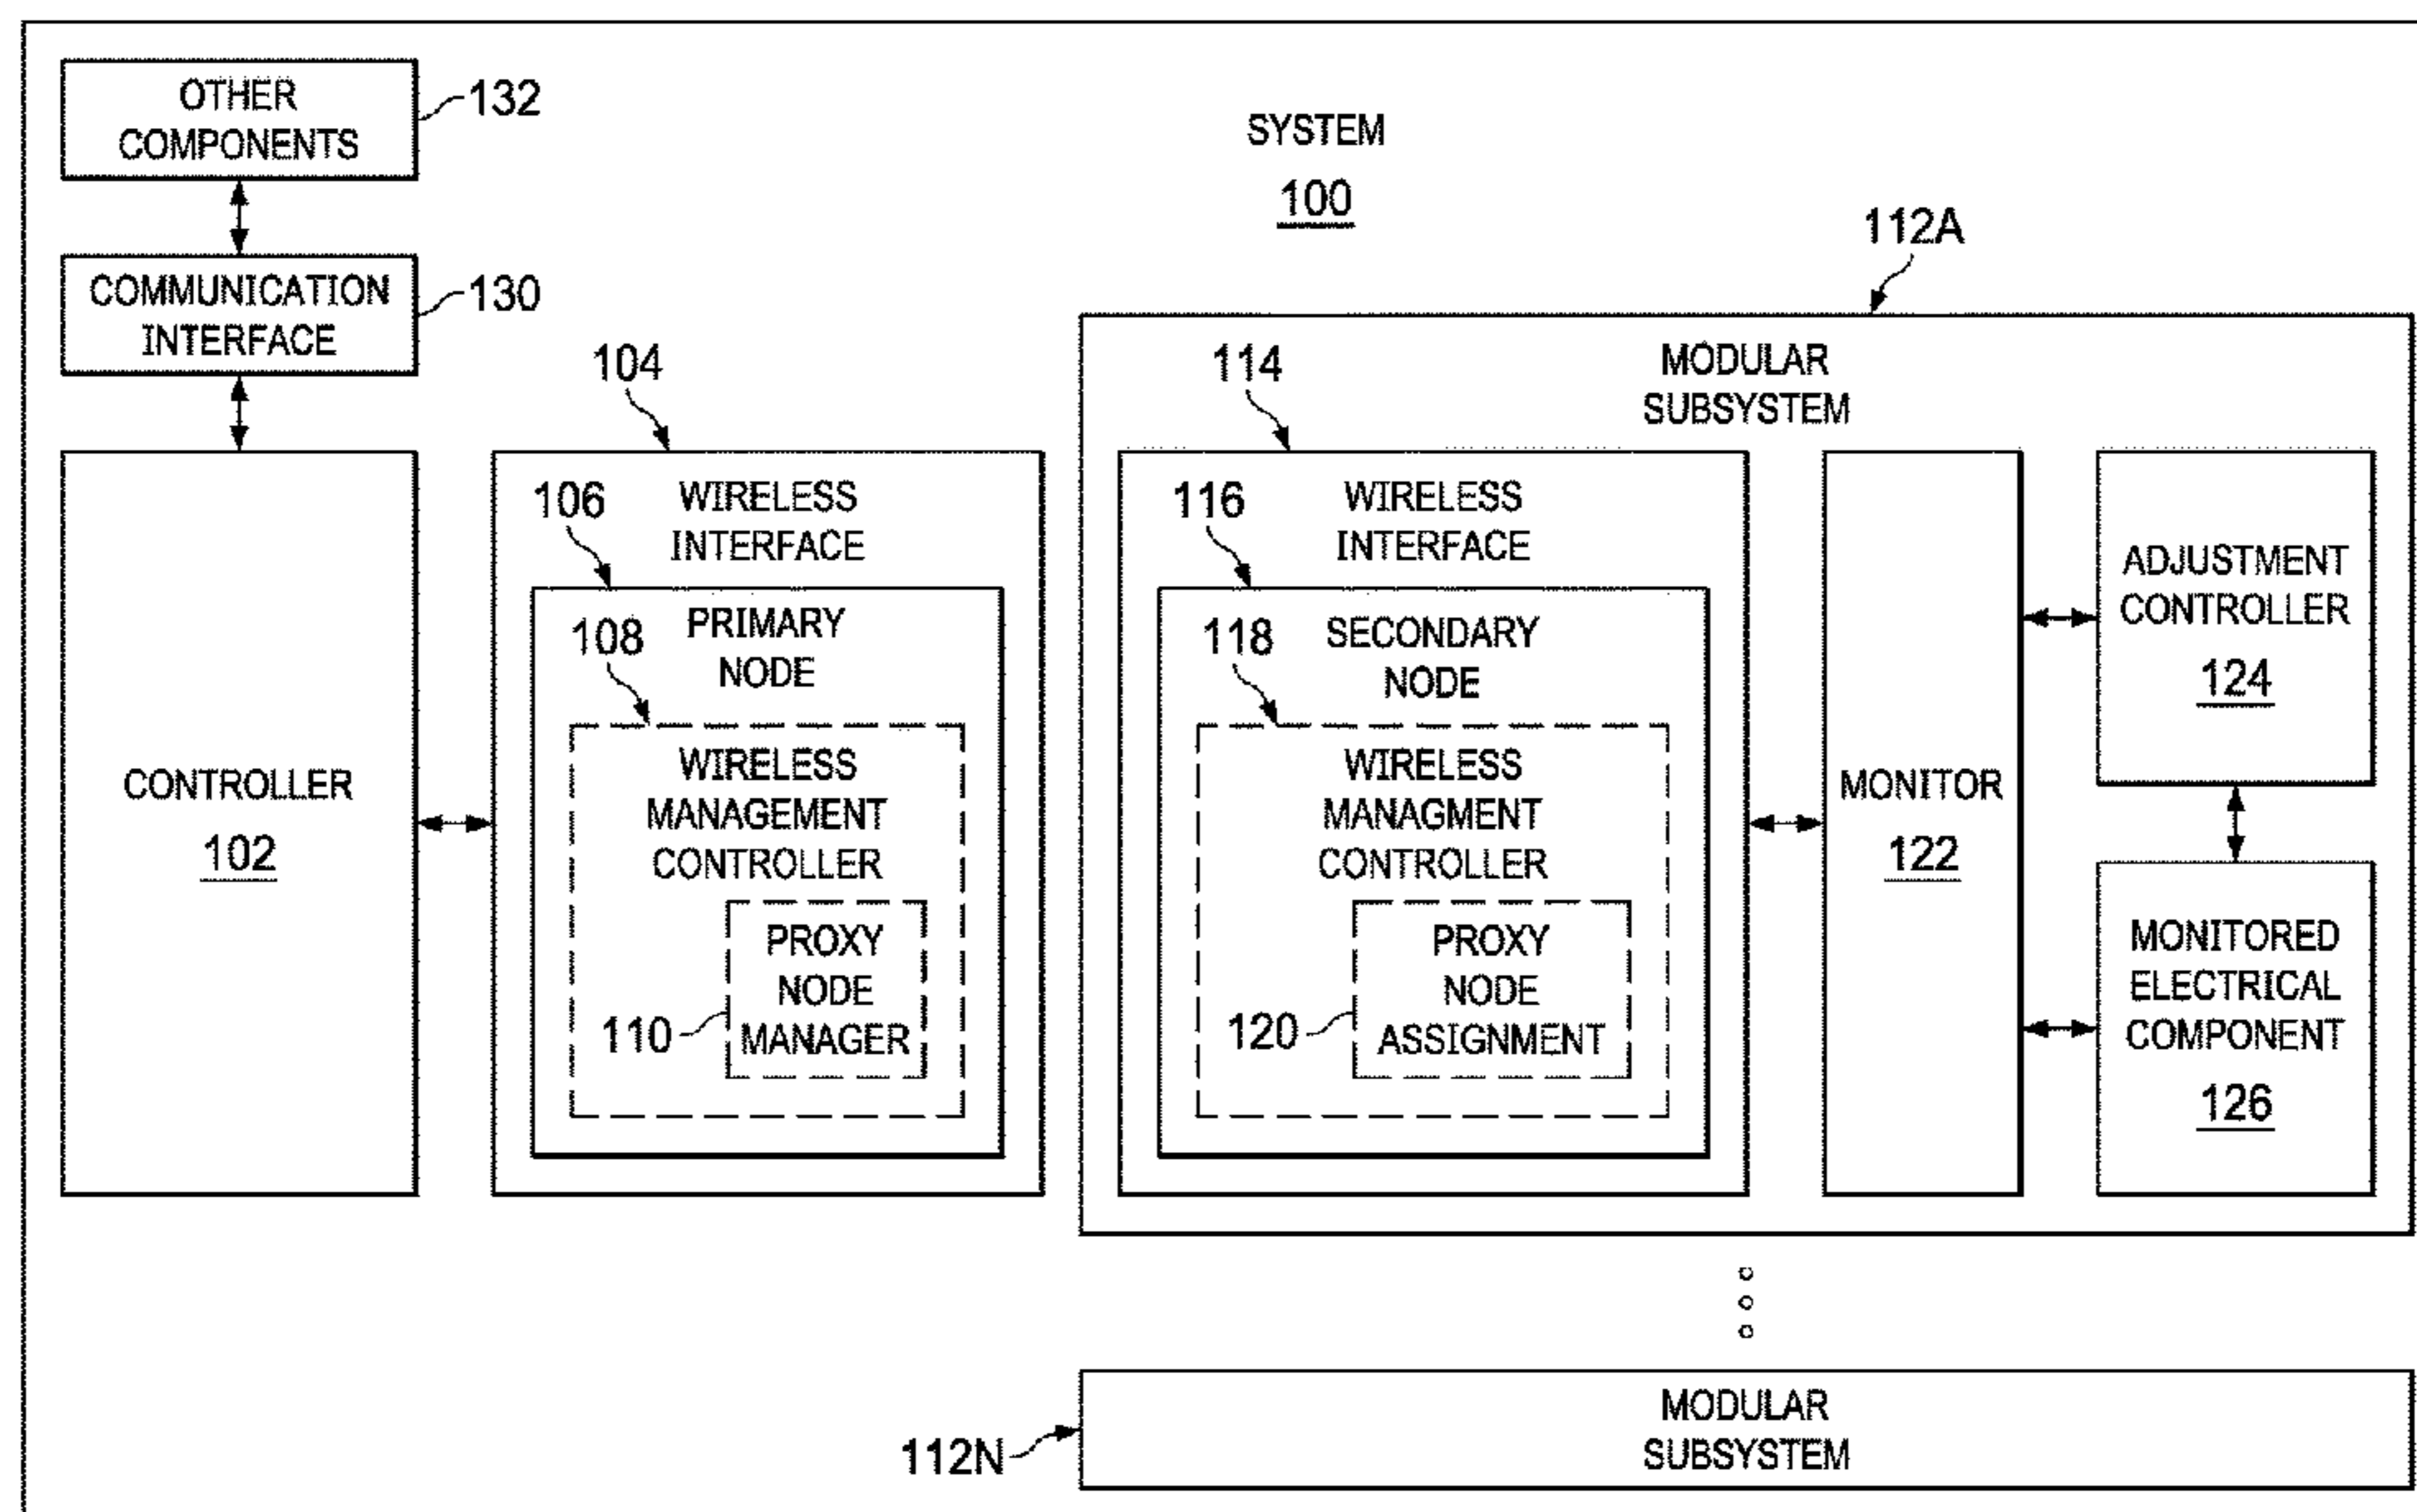 OTHER
COMPONENTS
132
SYSTEM
100
COMMUNICATION
INTERFACE
130
112A
MODULAR
SUBSYSTEM
104
114
CONTROLLER
102
WIRELESS
INTERFACE
106
PRIMARY
NODE
108
WIRELESS
MANAGEMENT
CONTROLLER
PROXY
NODE
MANAGER
110
WIRELESS
INTERFACE
116
SECONDARY
NODE
118
WIRELESS
MANAGMENT
CONTROLLER
PROXY
NODE
ASSIGNMENT
120
MONITOR
122
ADJUSTMENT
CONTROLLER
124
MONITORED
ELECTRICAL
COMPONENT
126
MODULAR
SUBSYSTEM
112N